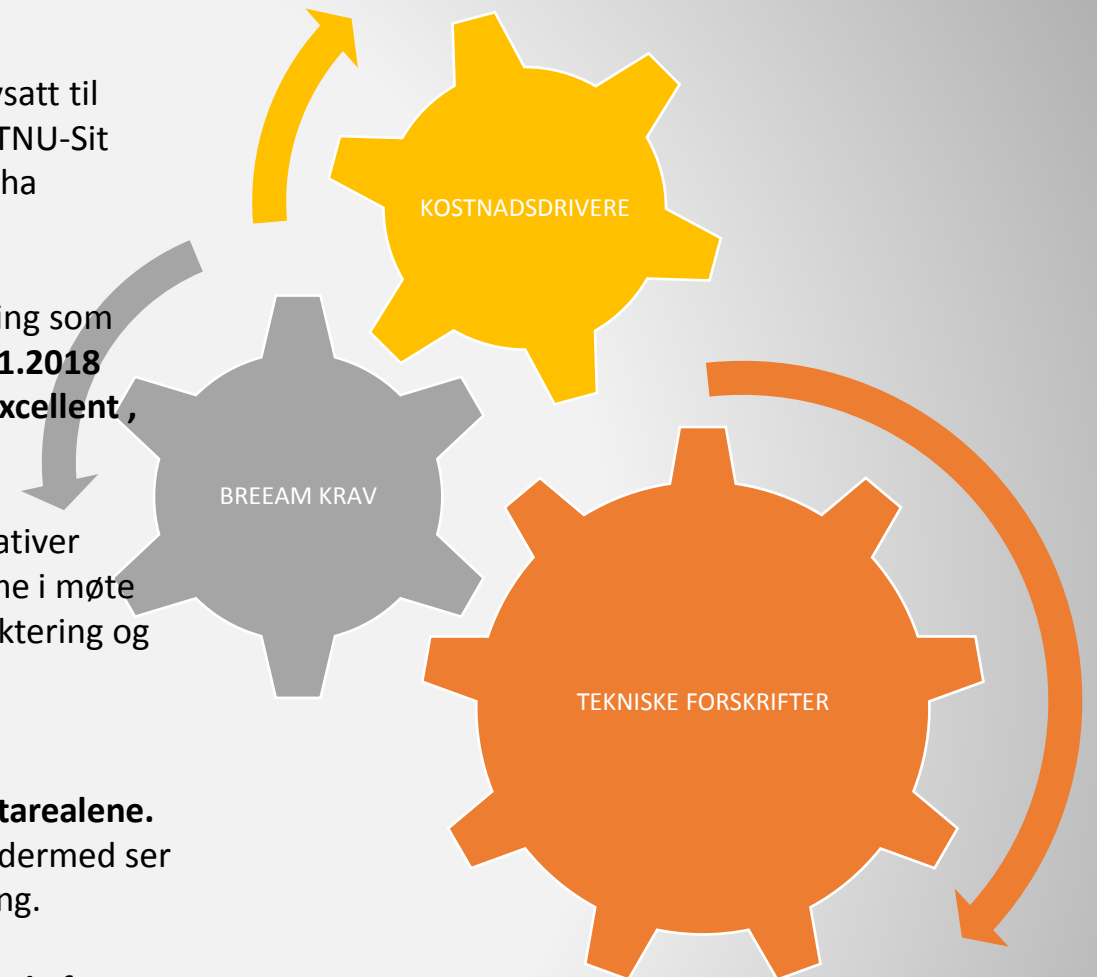 satt til
TNU-Sit
ha
ing som
1.2018
xcellent ,
ativer
ne i møte
ktering og
tarealene.
dermed ser
ng.
KOSTNADSDRIVERE
BREEAM KRAV
TEKNISKE FORSKRIFTER